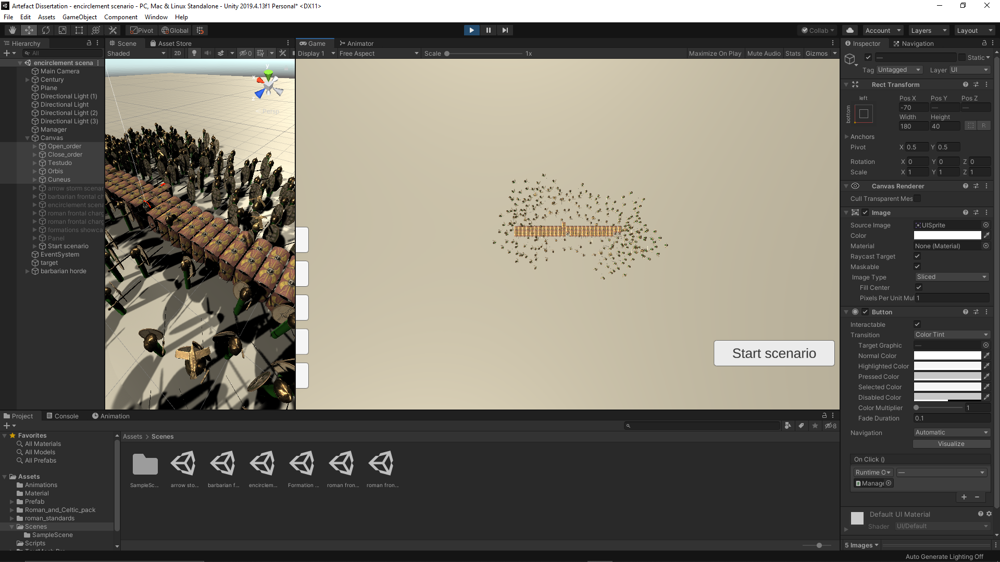 Artefact Dissertation - encirclement scenario - PC, Mac & Linux Standalone - Unity 2019.4.13f1 Personal* <DX11>
File Edit Assets GameObject Component Window Help
Pivot Global Collab Account Layers Layout
Hierarchy
All
encirclement scena
Main Camera
Century
Plane
Directional Light (1)
Directional Light
Directional Light (2)
Directional Light (3)
Manager
Canvas
Open_order
Close_order
Testudo
Orbis
Cuneus
arrow storm scenar
barbarian frontal ch
encirclement scena
roman frontal charg
roman frontal charg
formations showca
Panel
Start scenario
EventSystem
target
barbarian horde
Scene Asset Store
Shaded 2D 0
y
x
z
Persp
Game Animator
Display 1 Free Aspect Scale 1x Maximize On Play Mute Audio Stats Gizmos
Start scenario
Inspector Navigation
— Static
Tag Untagged Layer UI
Rect Transform
left Pos X Pos Y Pos Z
bottom -70 — —
Width Height
180 40 R
Anchors
Pivot X 0.5 Y 0.5
Rotation X 0 Y 0 Z 0
Scale X 1 Y 1 Z 1
Canvas Renderer
Cull Transparent Mes
Image
Source Image UISprite
Color
Material None (Material)
Raycast Target
Maskable
Image Type Sliced
Fill Center
Pixels Per Unit Mul 1
Button
Interactable
Transition Color Tint
Target Graphic —
Normal Color
Highlighted Color
Pressed Color
Selected Color
Disabled Color
Color Multiplier 1
Fade Duration 0.1
Navigation Automatic
Visualize
On Click ()
Runtime O —
Manage
Default UI Material
Shader UI/Default
5 Images
Project Console Animation
8
Favorites
All Materials
All Models
All Prefabs
Assets
Animations
Material
Prefab
Roman_and_Celtic_pack
roman_standards
Scenes
SampleScene
Scripts
Assets > Scenes
SampleSc... arrow sto... barbarian f... encirclem... Formation ... roman fron... roman fron...
Auto Generate Lighting Off